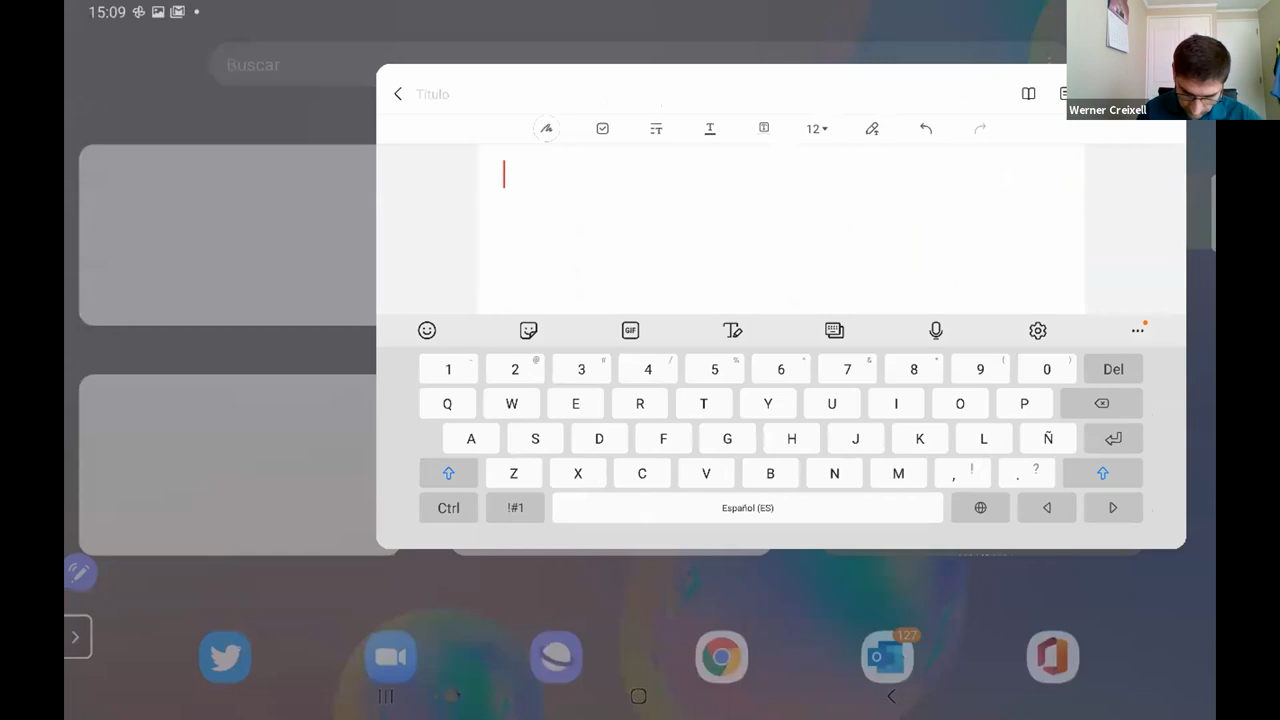 15:09
Buscar
Título
Werner Creixell
12
GIF
1 2 @ 3 # 4 / 5 % 6 ^ 7 & 8 * 9 ( 0 ) Del
Q W E R T Y U I O P
A S D F G H J K L Ñ
Z X C V B N M , ! . ?
Ctrl !#1 Español (ES)
127